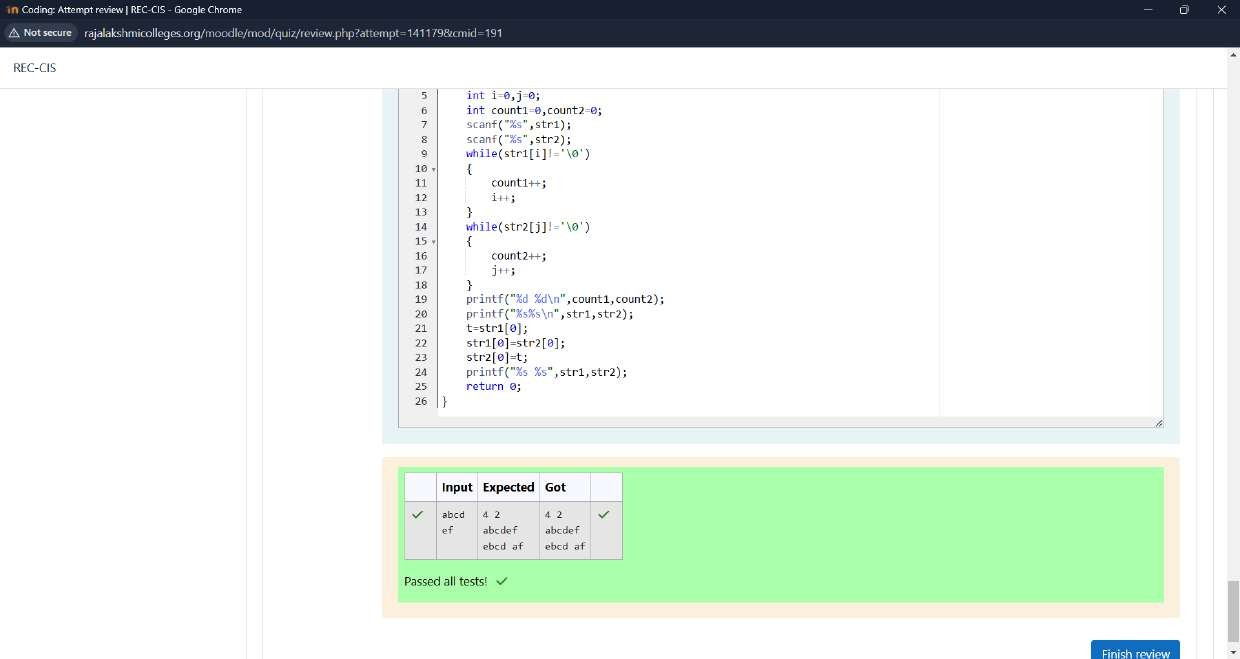 in Coding: Attempt review | REC-CIS - Google Chrome
Not secure rajalakshmicolleges.org/moodle/mod/quiz/review.php?attempt=141179&cmid=191
REC-CIS
5 int i=0,j=0;
6 int count1=0,count2=0;
7 scanf("%s",str1);
8 scanf("%s",str2);
9 while(str1[i]!='\0')
10 {
11 count1++;
12 i++;
13 }
14 while(str2[j]!='\0')
15 {
16 count2++;
17 j++;
18 }
19 printf("%d %d\n",count1,count2);
20 printf("%s%s\n",str1,str2);
21 t=str1[0];
22 str1[0]=str2[0];
23 str2[0]=t;
24 printf("%s %s",str1,str2);
25 return 0;
26 }
Input Expected Got
abcd 4 2 4 2
ef abcdef abcdef
ebcd af ebcd af
Passed all tests!
Finish review